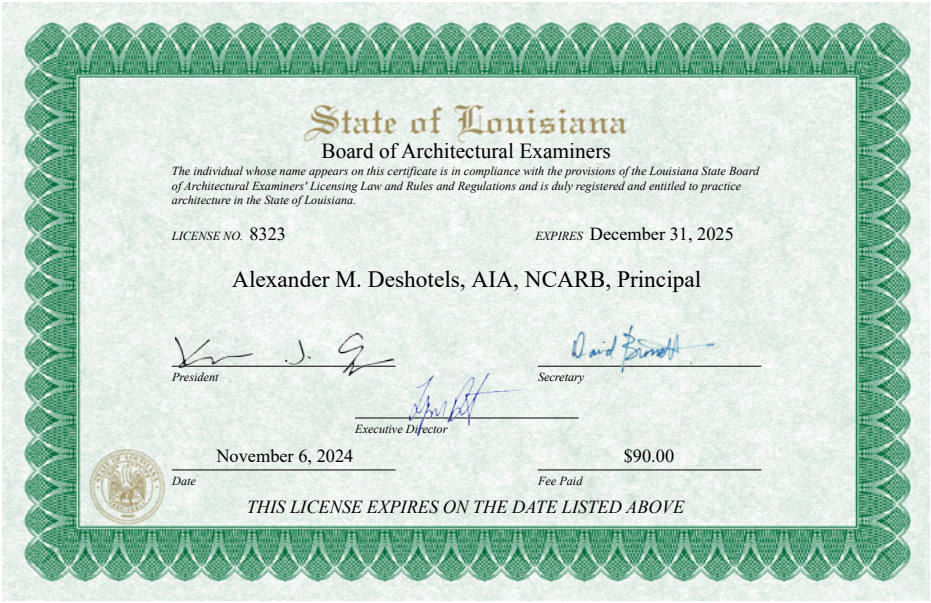 State of Louisiana
Board of Architectural Examiners
The individual whose name appears on this certificate is in compliance with the provisions of the Louisiana State Board
of Architectural Examiners' Licensing Law and Rules and Regulations and is duly registered and entitled to practice
architecture in the State of Louisiana.
LICENSE NO. 8323 EXPIRES December 31, 2025
Alexander M. Deshotels, AIA, NCARB, Principal
J. David
President Secretary
Executive Director
November 6, 2024 $90.00
Date Fee Paid
STATE OF LOUISIANA
THIS LICENSE EXPIRES ON THE DATE LISTED ABOVE